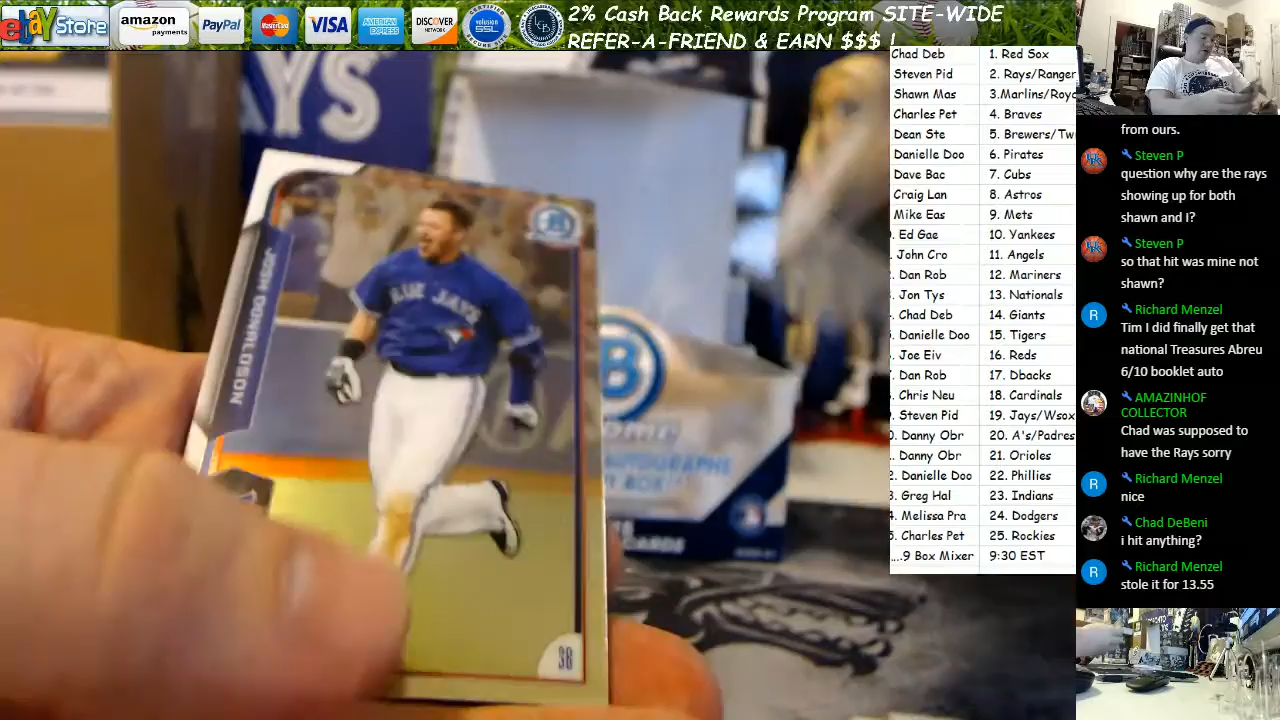 ebay Store
amazon payments
PayPal
MasterCard
VISA
AMERICAN EXPRESS
DISCOVER NETWORK
CERTIFIED
volusion SSL
2% Cash Back Rewards Program SITE-WIDE
REFER-A-FRIEND & EARN $$$ !
Chad Deb 1. Red Sox
Steven Pid 2. Rays/Ranger
Shawn Mas 3.Marlins/Roya
Charles Pet 4. Braves
Dean Ste 5. Brewers/Tw
Danielle Doo 6. Pirates
Dave Bac 7. Cubs
Craig Lan 8. Astros
Mike Eas 9. Mets
. Ed Gae 10. Yankees
. John Cro 11. Angels
. Dan Rob 12. Mariners
. Jon Tys 13. Nationals
. Chad Deb 14. Giants
. Danielle Doo 15. Tigers
. Joe Eiv 16. Reds
. Dan Rob 17. Dbacks
. Chris Neu 18. Cardinals
. Steven Pid 19. Jays/Wsox
. Danny Obr 20. A's/Padres
. Danny Obr 21. Orioles
. Danielle Doo 22. Phillies
. Greg Hal 23. Indians
. Melissa Pra 24. Dodgers
. Charles Pet 25. Rockies
....9 Box Mixer 9:30 EST
from ours.
Steven P
question why are the rays
showing up for both
shawn and I?
Steven P
so that hit was mine not
shawn?
R Richard Menzel
Tim I did finally get that
national Treasures Abreu
6/10 booklet auto
AMAZINHOF
COLLECTOR
Chad was supposed to
have the Rays sorry
R Richard Menzel
nice
Chad DeBeni
i hit anything?
R Richard Menzel
stole it for 13.55
AYS
JOSH DONALDSON
B
BLUE JAYS
3B
B
AUTOGRAPHS